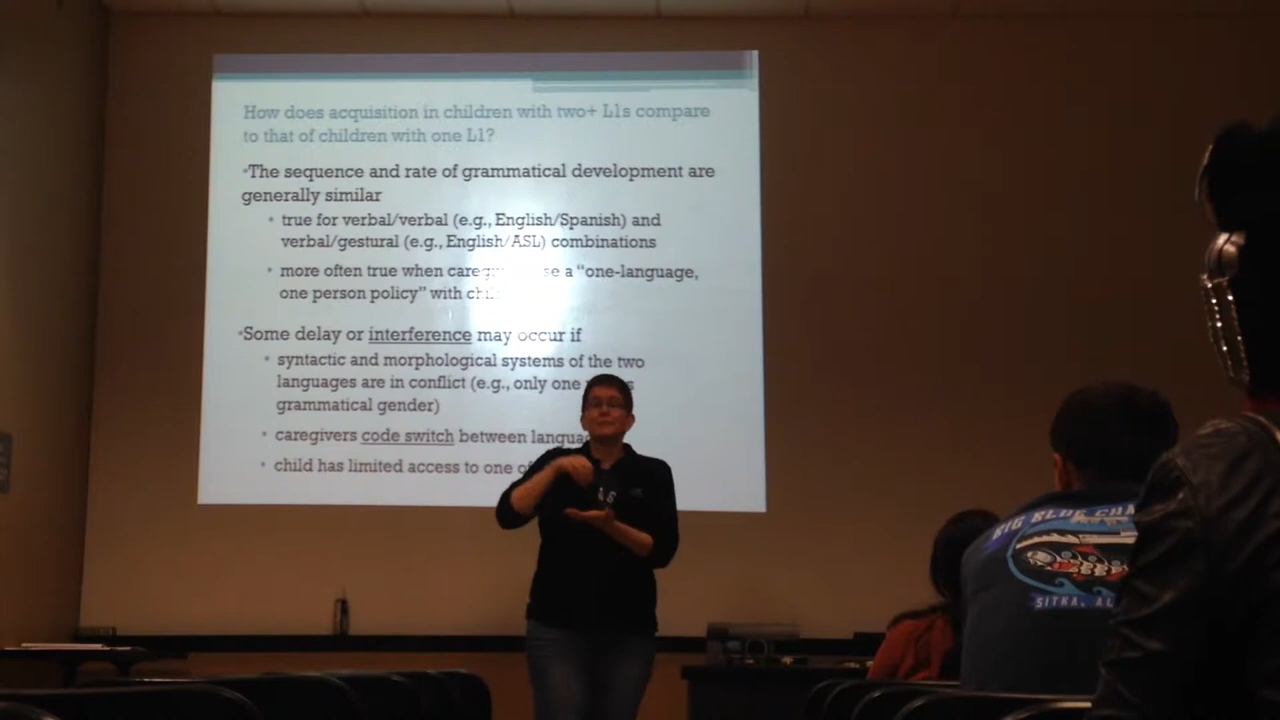 How does acquisition in children with two+ L1s compare
to that of children with one L1?
•The sequence and rate of grammatical development are
generally similar
• true for verbal/verbal (e.g., English/Spanish) and
verbal/gestural (e.g., English/ASL) combinations
• more often true when se a “one-language,
one person policy” with
•Some delay or interference may occur if
• syntactic and morphological systems of the two
languages are in conflict (e.g., only one
grammatical gender)
• caregivers code switch between
• child has limited access to one
BIG BLUE
SITKA,